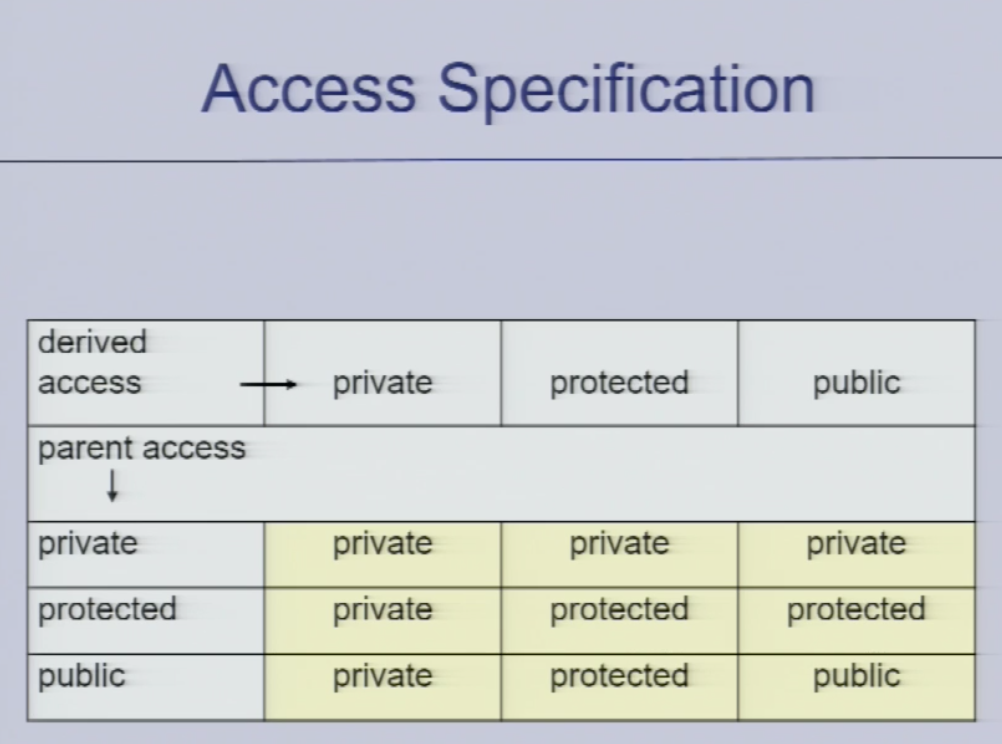 Access Specification
derived
access → private protected public
parent access
↓
private private private private
protected private protected protected
public private protected public